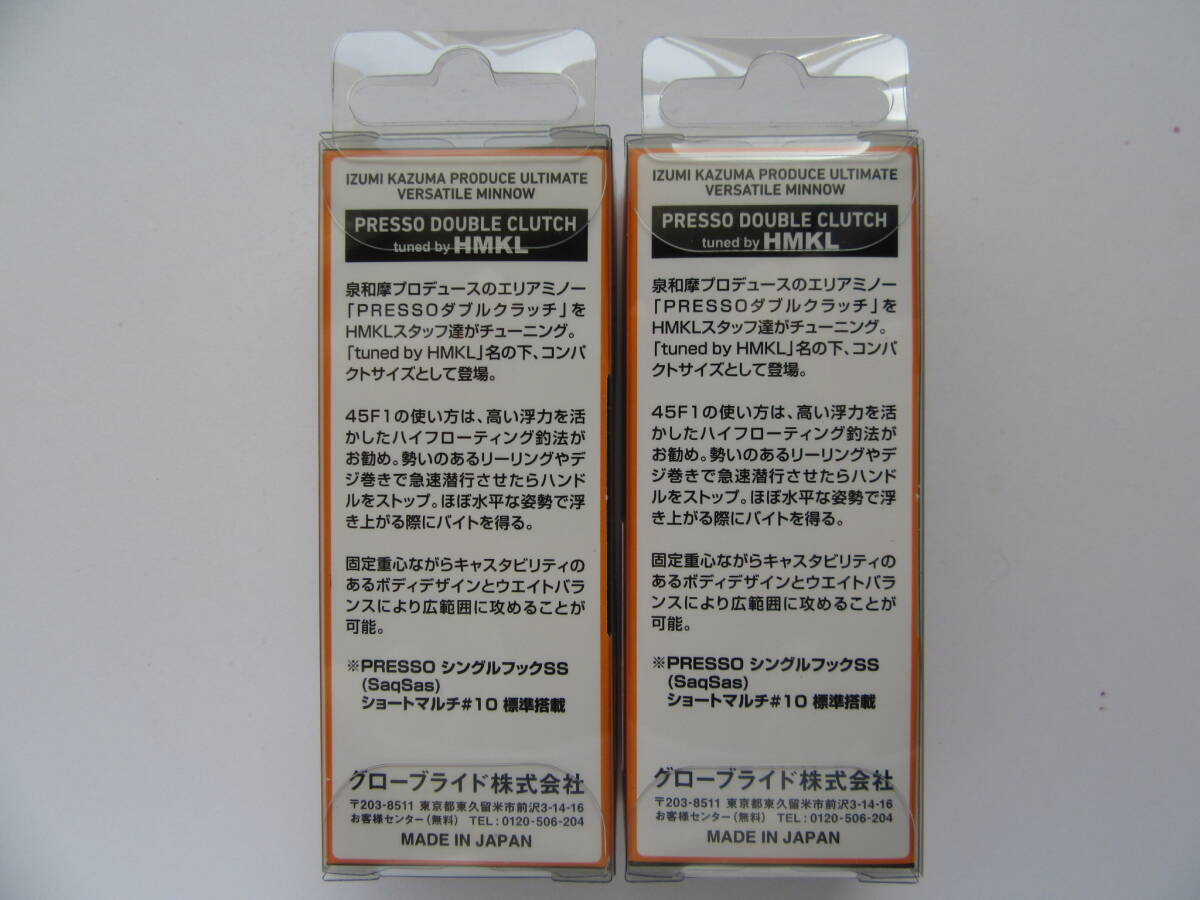 IZUMI KAZUMA PRODUCE ULTIMATE
VERSATILE MINNOW
PRESSO DOUBLE CLUTCH
tuned by HMKL
泉和摩プロデュースのエリアミノー
「PRESSOダブルクラッチ」を
HMKLスタッフ達がチューニング。
「tuned by HMKL」名の下、コンパ
クトサイズとして登場。
45F1の使い方は、高い浮力を活
かしたハイフローティング釣法が
お勧め。勢いのあるリーリングやデ
ジ巻きで急速潜行させたらハンド
ルをストップ。ほぼ水平な姿勢で浮
き上がる際にバイトを得る。
固定重心ながらキャスタビリティの
あるボディデザインとウエイトバラ
ンスにより広範囲に攻めることが
可能。
※PRESSO シングルフックSS
(SaqSas)
ショートマルチ#10 標準搭載
グローブライド株式会社
〒203-8511 東京都東久留米市前沢3-14-16
お客様センター(無料) TEL:0120-506-204
MADE IN JAPAN
IZUMI KAZUMA PRODUCE ULTIMATE
VERSATILE MINNOW
PRESSO DOUBLE CLUTCH
tuned by HMKL
泉和摩プロデュースのエリアミノー
「PRESSOダブルクラッチ」を
HMKLスタッフ達がチューニング。
「tuned by HMKL」名の下、コンパ
クトサイズとして登場。
45F1の使い方は、高い浮力を活
かしたハイフローティング釣法が
お勧め。勢いのあるリーリングやデ
ジ巻きで急速潜行させたらハンド
ルをストップ。ほぼ水平な姿勢で浮
き上がる際にバイトを得る。
固定重心ながらキャスタビリティの
あるボディデザインとウエイトバラ
ンスにより広範囲に攻めることが
可能。
※PRESSO シングルフックSS
(SaqSas)
ショートマルチ#10 標準搭載
グローブライド株式会社
〒203-8511 東京都東久留米市前沢3-14-16
お客様センター(無料) TEL:0120-506-204
MADE IN JAPAN